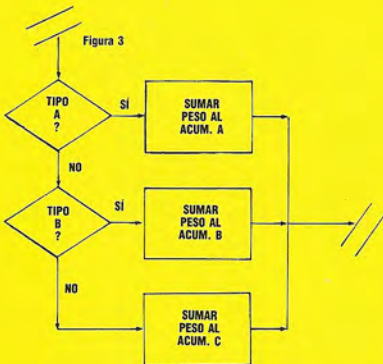 Figura 3
TIPO
A
?
SÍ
SUMAR
PESO AL
ACUM. A
NO
TIPO
B
?
SÍ
SUMAR
PESO AL
ACUM. B
NO
SUMAR
PESO AL
ACUM. C